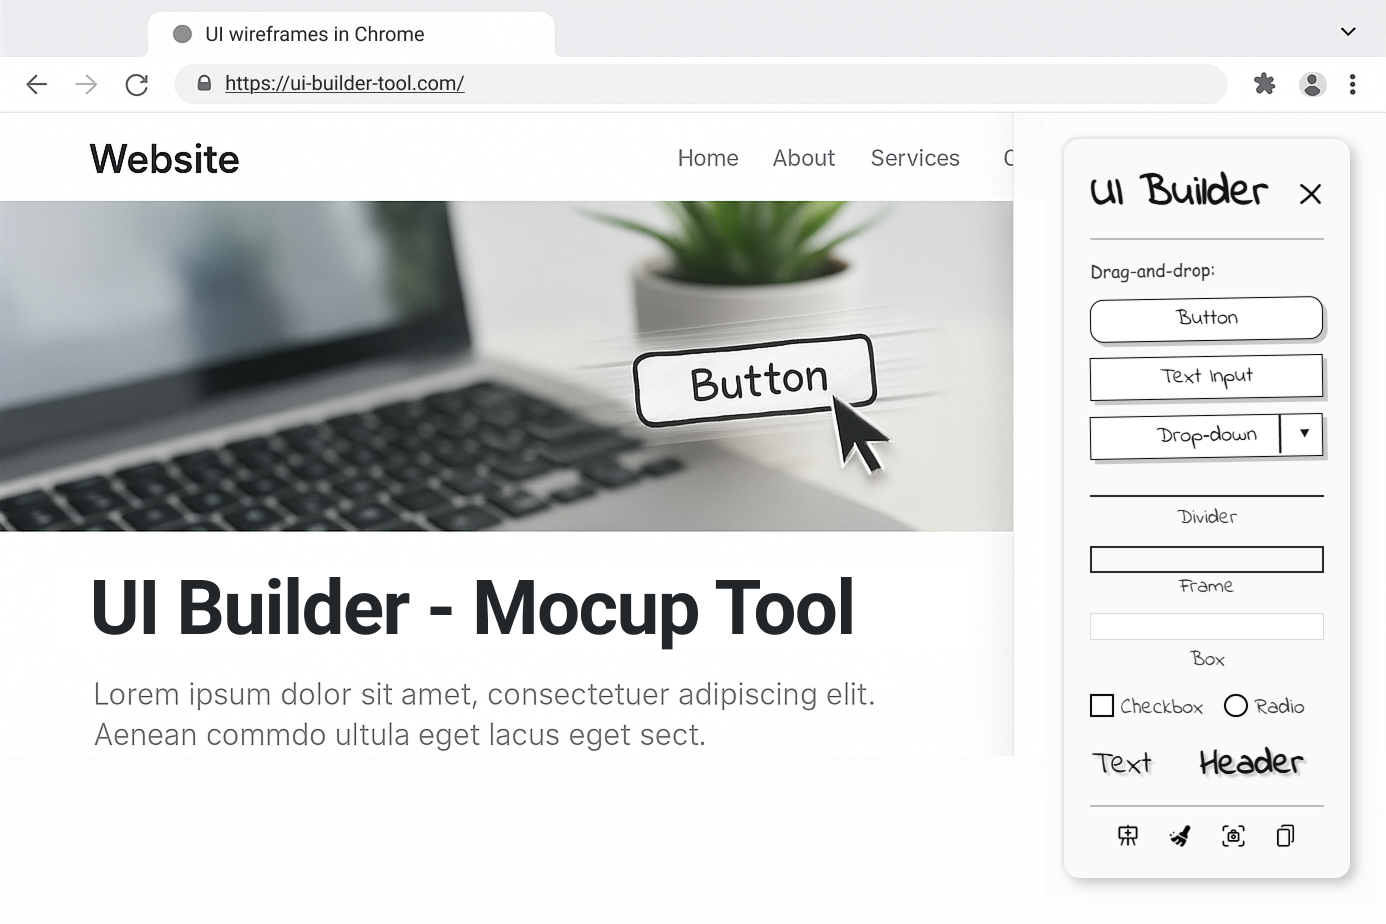 UI wireframes in Chrome
https://ui-builder-tool.com/
Website
Home About Services
UI Builder
Drag-and-drop:
Button
Text Input
Drop-down
Divider
Frame
Box
Checkbox Radio
Text Header
Button
UI Builder - Mocup Tool
Lorem ipsum dolor sit amet, consectetuer adipiscing elit.
Aenean commdo ultula eget lacus eget sect.